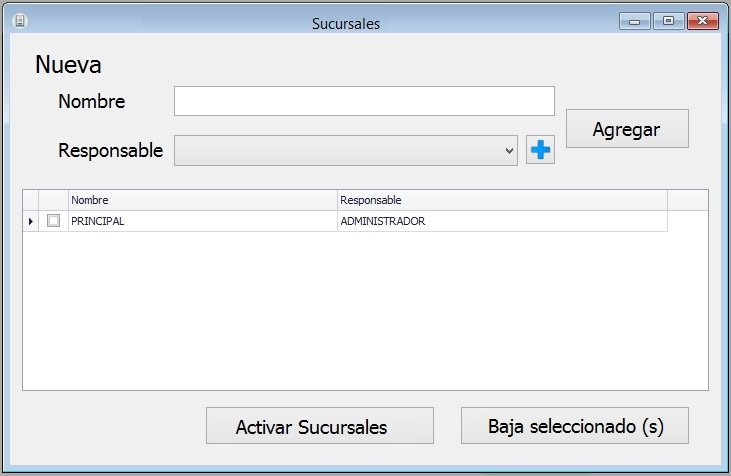 Sucursales
Nueva
Nombre
Responsable
Agregar
Nombre Responsable
PRINCIPAL ADMINISTRADOR
Activar Sucursales Baja seleccionado (s)